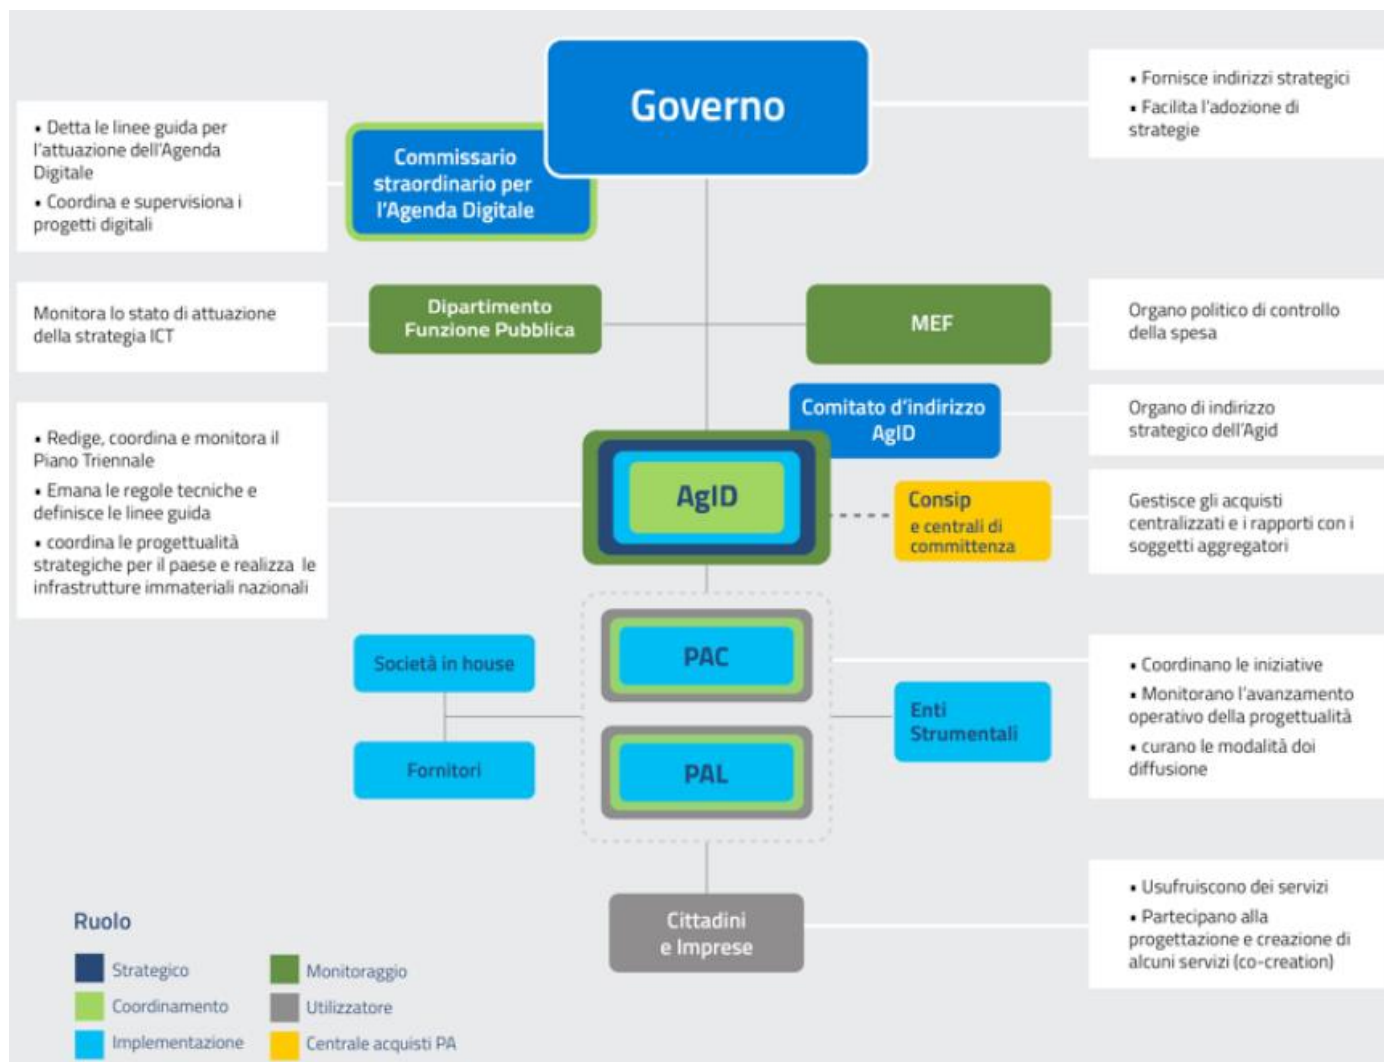 Governo
• Fornisce indirizzi strategici
• Facilita l'adozione di
strategie
• Detta le linee guida per
l'attuazione dell'Agenda
Digitale
• Coordina e supervisiona i
progetti digitali
Commissario
straordinario per
l'Agenda Digitale
Monitora lo stato di attuazione
della strategia ICT
Dipartimento
Funzione Pubblica
MEF
Organo politico di controllo
della spesa
Comitato d'indirizzo
AgID
Organo di indirizzo
strategico dell'Agid
• Redige, coordina e monitora il
Piano Triennale
• Emana le regole tecniche e
definisce le linee guida
• coordina le progettualità
strategiche per il paese e realizza le
infrastrutture immateriali nazionali
AgID
Consip
e centrali di
committenza
Gestisce gli acquisti
centralizzati e i rapporti con i
soggetti aggregatori
Società in house
Fornitori
PAC
PAL
Enti
Strumentali
• Coordinano le iniziative
• Monitorano l'avanzamento
operativo della progettualità
• curano le modalità doi
diffusione
Cittadini
e Imprese
• Usufruiscono dei servizi
• Partecipano alla
progettazione e creazione di
alcuni servizi (co-creation)
Ruolo
Strategico
Coordinamento
Implementazione
Monitoraggio
Utilizzatore
Centrale acquisti PA